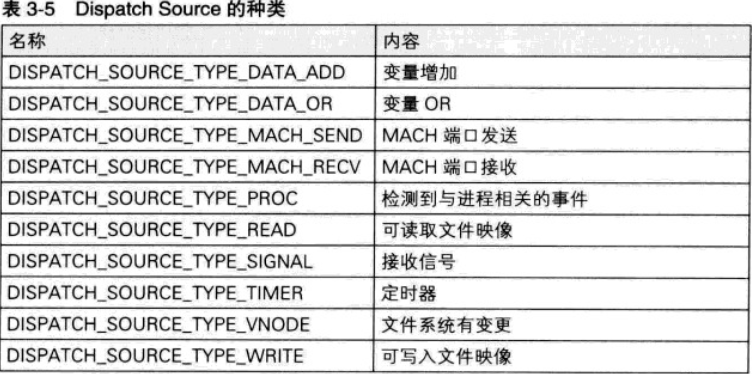 表 3-5 Dispatch Source 的种类
名称 内容
DISPATCH_SOURCE_TYPE_DATA_ADD 变量增加
DISPATCH_SOURCE_TYPE_DATA_OR 变量 OR
DISPATCH_SOURCE_TYPE_MACH_SEND MACH 端口发送
DISPATCH_SOURCE_TYPE_MACH_RECV MACH 端口接收
DISPATCH_SOURCE_TYPE_PROC 检测到与进程相关的事件
DISPATCH_SOURCE_TYPE_READ 可读取文件映像
DISPATCH_SOURCE_TYPE_SIGNAL 接收信号
DISPATCH_SOURCE_TYPE_TIMER 定时器
DISPATCH_SOURCE_TYPE_VNODE 文件系统有变更
DISPATCH_SOURCE_TYPE_WRITE 可写入文件映像